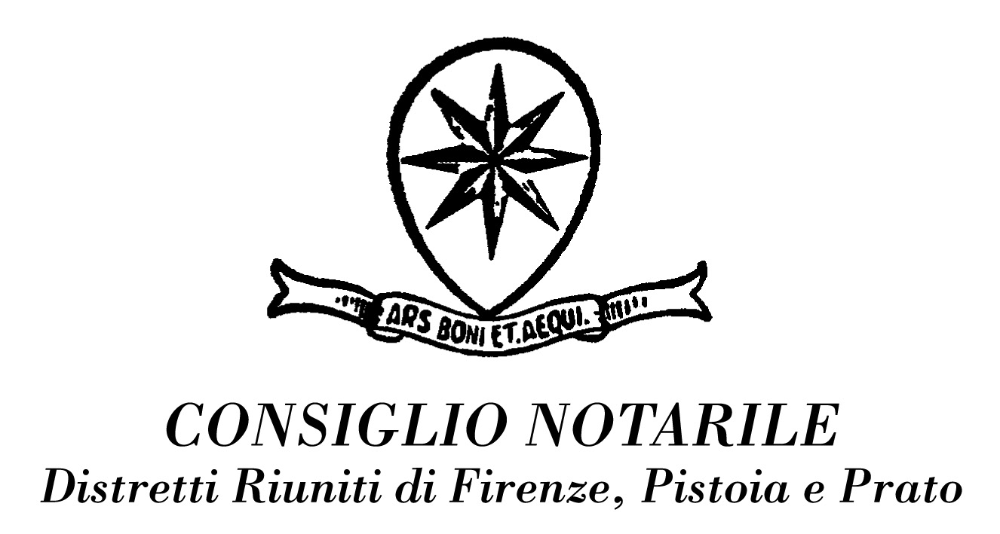 ARS BONI ET.AEQUI.
CONSIGLIO NOTARILE
Distretti Riuniti di Firenze, Pistoia e Prato